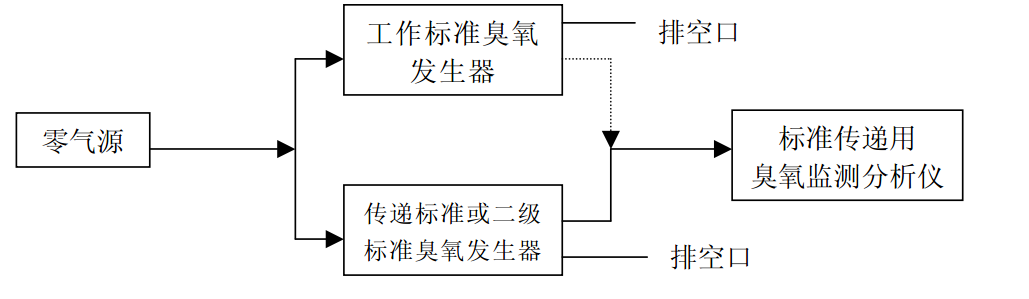 工作标准臭氧
发生器
排空口
零气源
标准传递用
臭氧监测分析仪
传递标准或二级
标准臭氧发生器
排空口